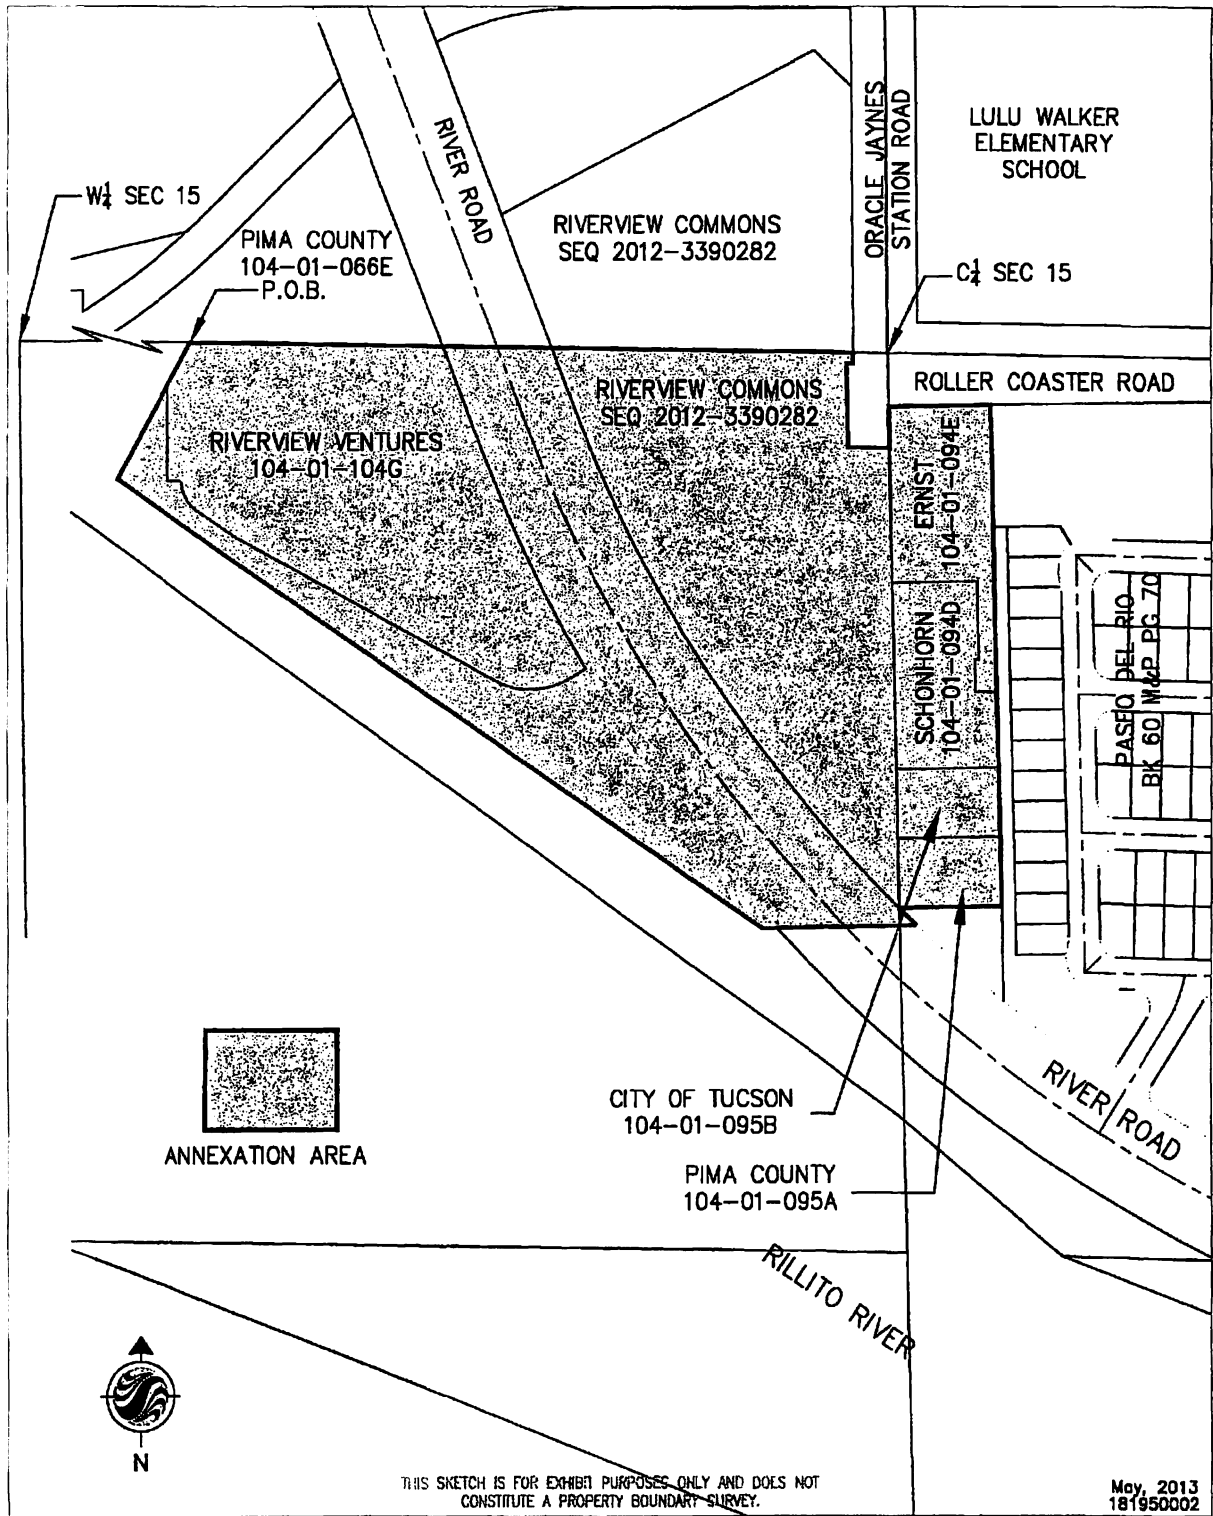 RIVER ROAD
ORACLE JAYNES
STATION ROAD
LULU WALKER
ELEMENTARY
SCHOOL
W¼ SEC 15
PIMA COUNTY
104-01-066E
P.O.B.
RIVERVIEW COMMONS
SEQ 2012-3390282
C¼ SEC 15
RIVERVIEW COMMONS
SEQ 2012-3390282
ROLLER COASTER ROAD
RIVERVIEW VENTURES
104-01-104G
ERNST
104-01-094E
SCHONHORN
104-01-094D
PASEO DEL RIO
BK 60 M&P PG 70
ANNEXATION AREA
CITY OF TUCSON
104-01-095B
PIMA COUNTY
104-01-095A
RIVER ROAD
RILLITO RIVER
N
THIS SKETCH IS FOR EXHIBIT PURPOSES ONLY AND DOES NOT
CONSTITUTE A PROPERTY BOUNDARY SURVEY.
May, 2013
181950002